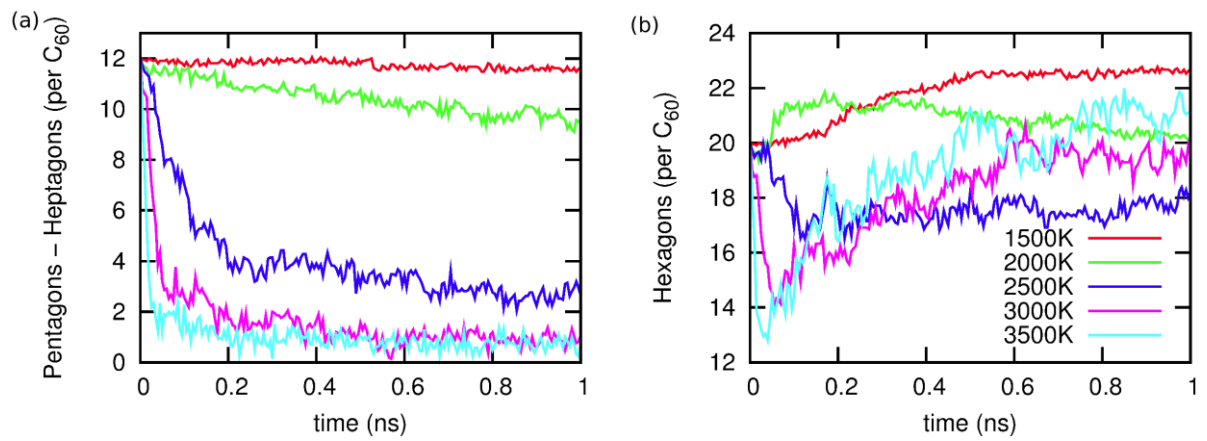 (a)
Pentagons – Heptagons (per C60)
12
10
8
6
4
2
0
0 0.2 0.4 0.6 0.8 1
time (ns)
(b)
Hexagons (per C60)
24
22
20
18
16
14
12
1500K
2000K
2500K
3000K
3500K
0 0.2 0.4 0.6 0.8 1
time (ns)